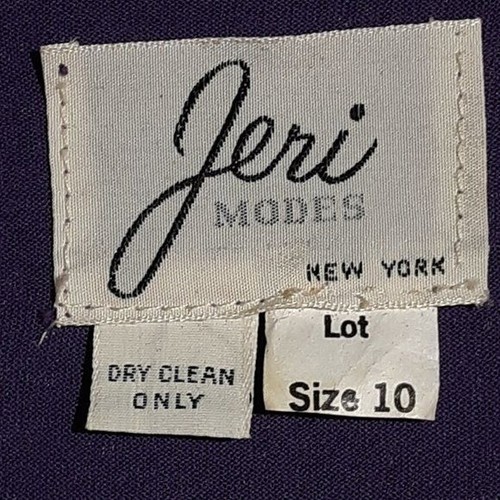 Jeri
MODES
NEW YORK
DRY CLEAN
ONLY
Lot
Size 10